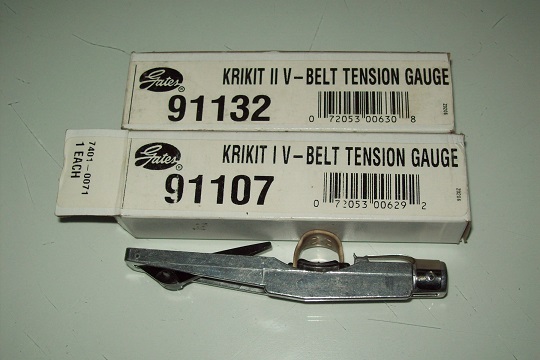 Gates
KRIKIT II V-BELT TENSION GAUGE
91132
0 72053 00630 8
7401-0071
1 EACH
Gates
KRIKIT I V-BELT TENSION GAUGE
91107
0 72053 00629 2